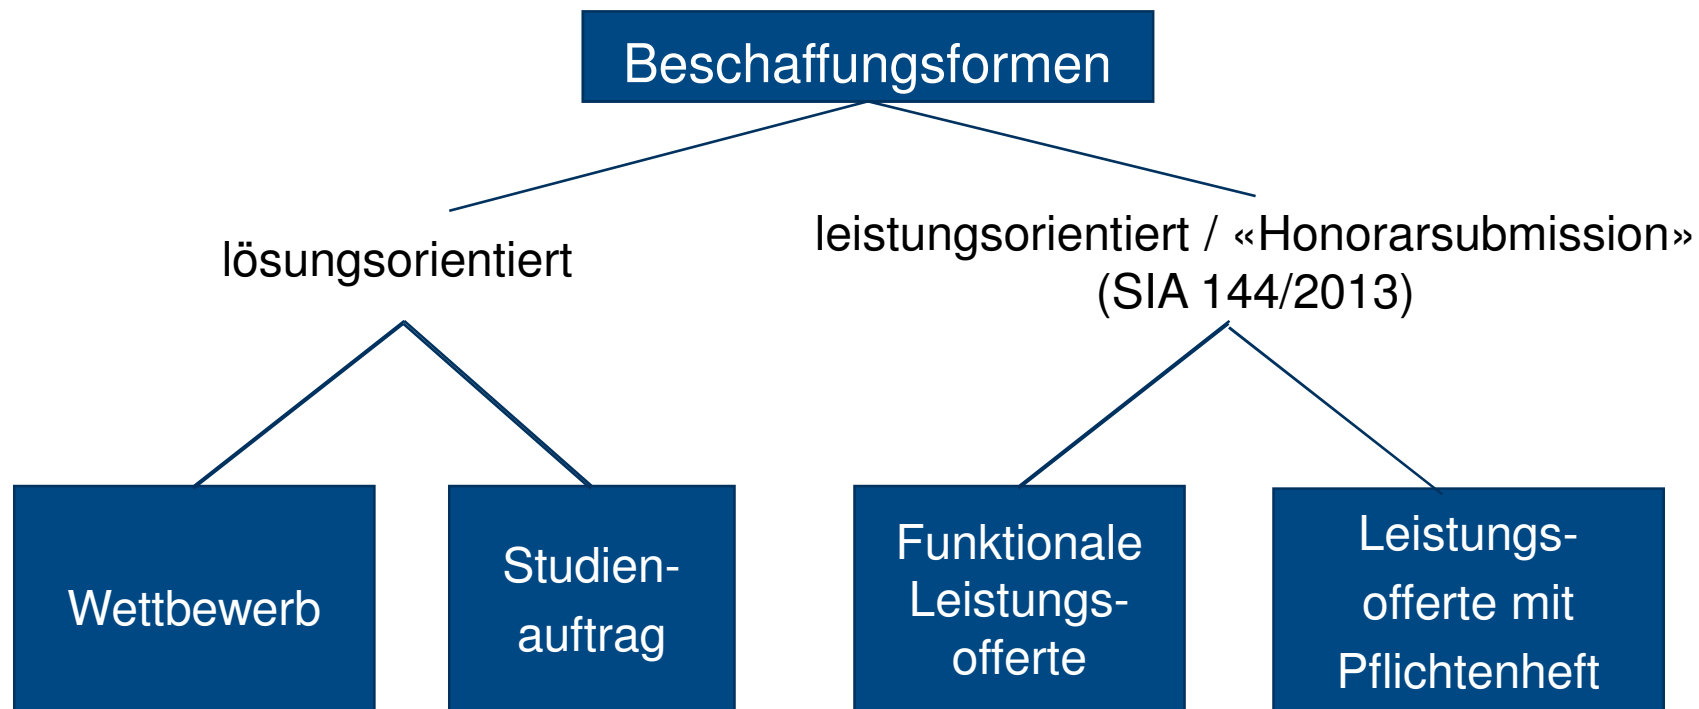 Beschaffungsformen
lösungsorientiert
leistungsorientiert / «Honorarsubmission»
(SIA 144/2013)
Wettbewerb
Studien-
auftrag
Funktionale
Leistungs-
offerte
Leistungs-
offerte mit
Pflichtenheft